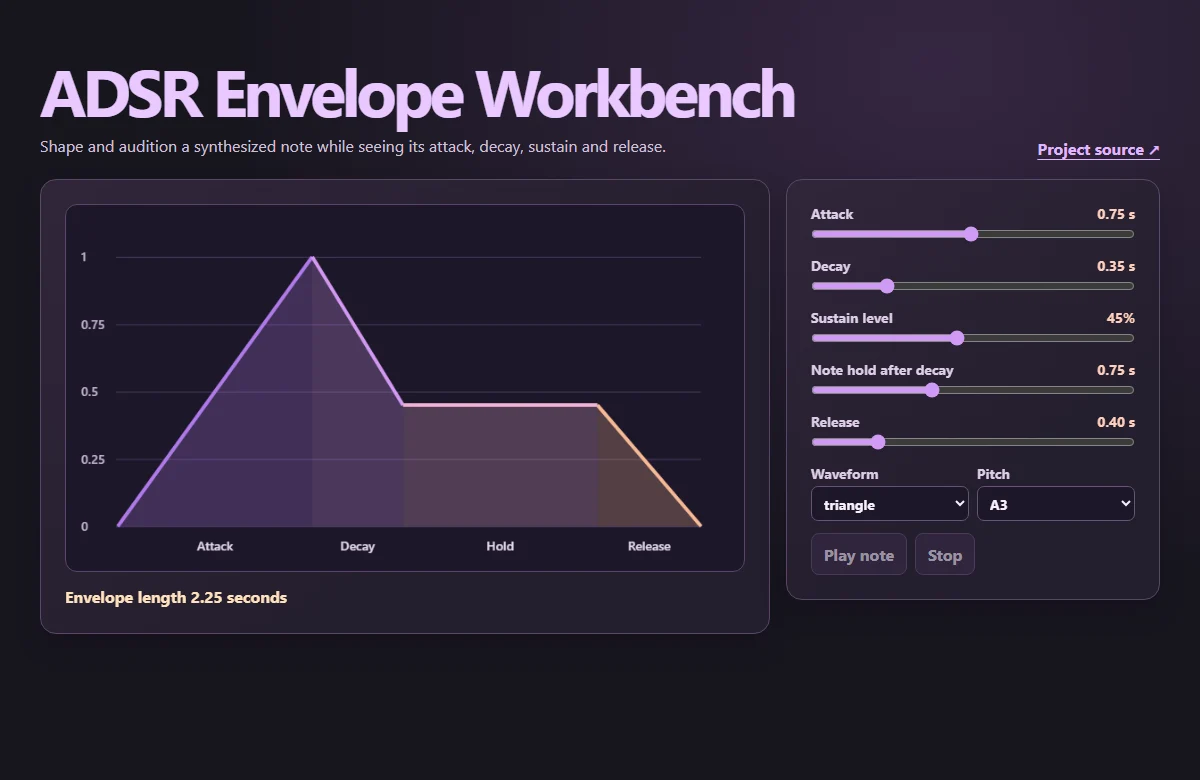 ADSR Envelope Workbench
Shape and audition a synthesized note while seeing its attack, decay, sustain and release.
Project source ↗
1
0.75
0.5
0.25
0
Attack Decay Hold Release
Envelope length 2.25 seconds
Attack 0.75 s
Decay 0.35 s
Sustain level 45%
Note hold after decay 0.75 s
Release 0.40 s
Waveform Pitch
triangle A3
Play note Stop